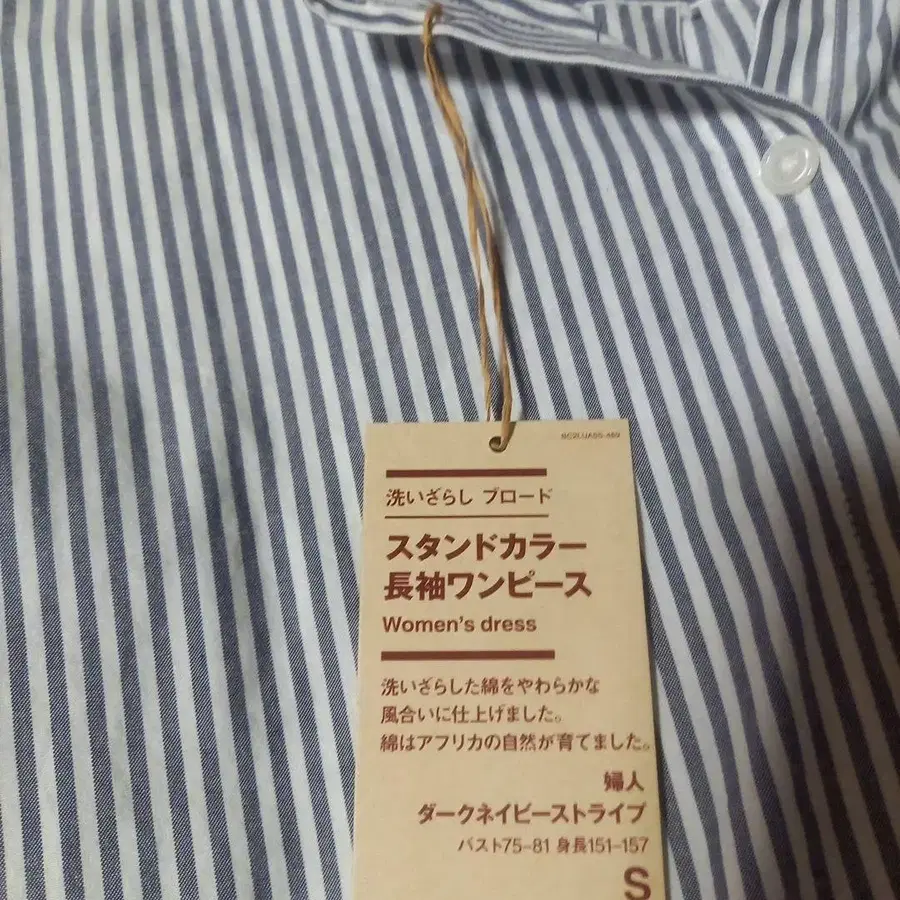 洗いざらし ブロード
スタンドカラー
長袖ワンピース
Women's dress
洗いざらした綿をやわらかな
風合いに仕上げました。
綿はアフリカの自然が育てました。
婦人
ダークネイビーストライプ
バスト75–81 身長151–157
S